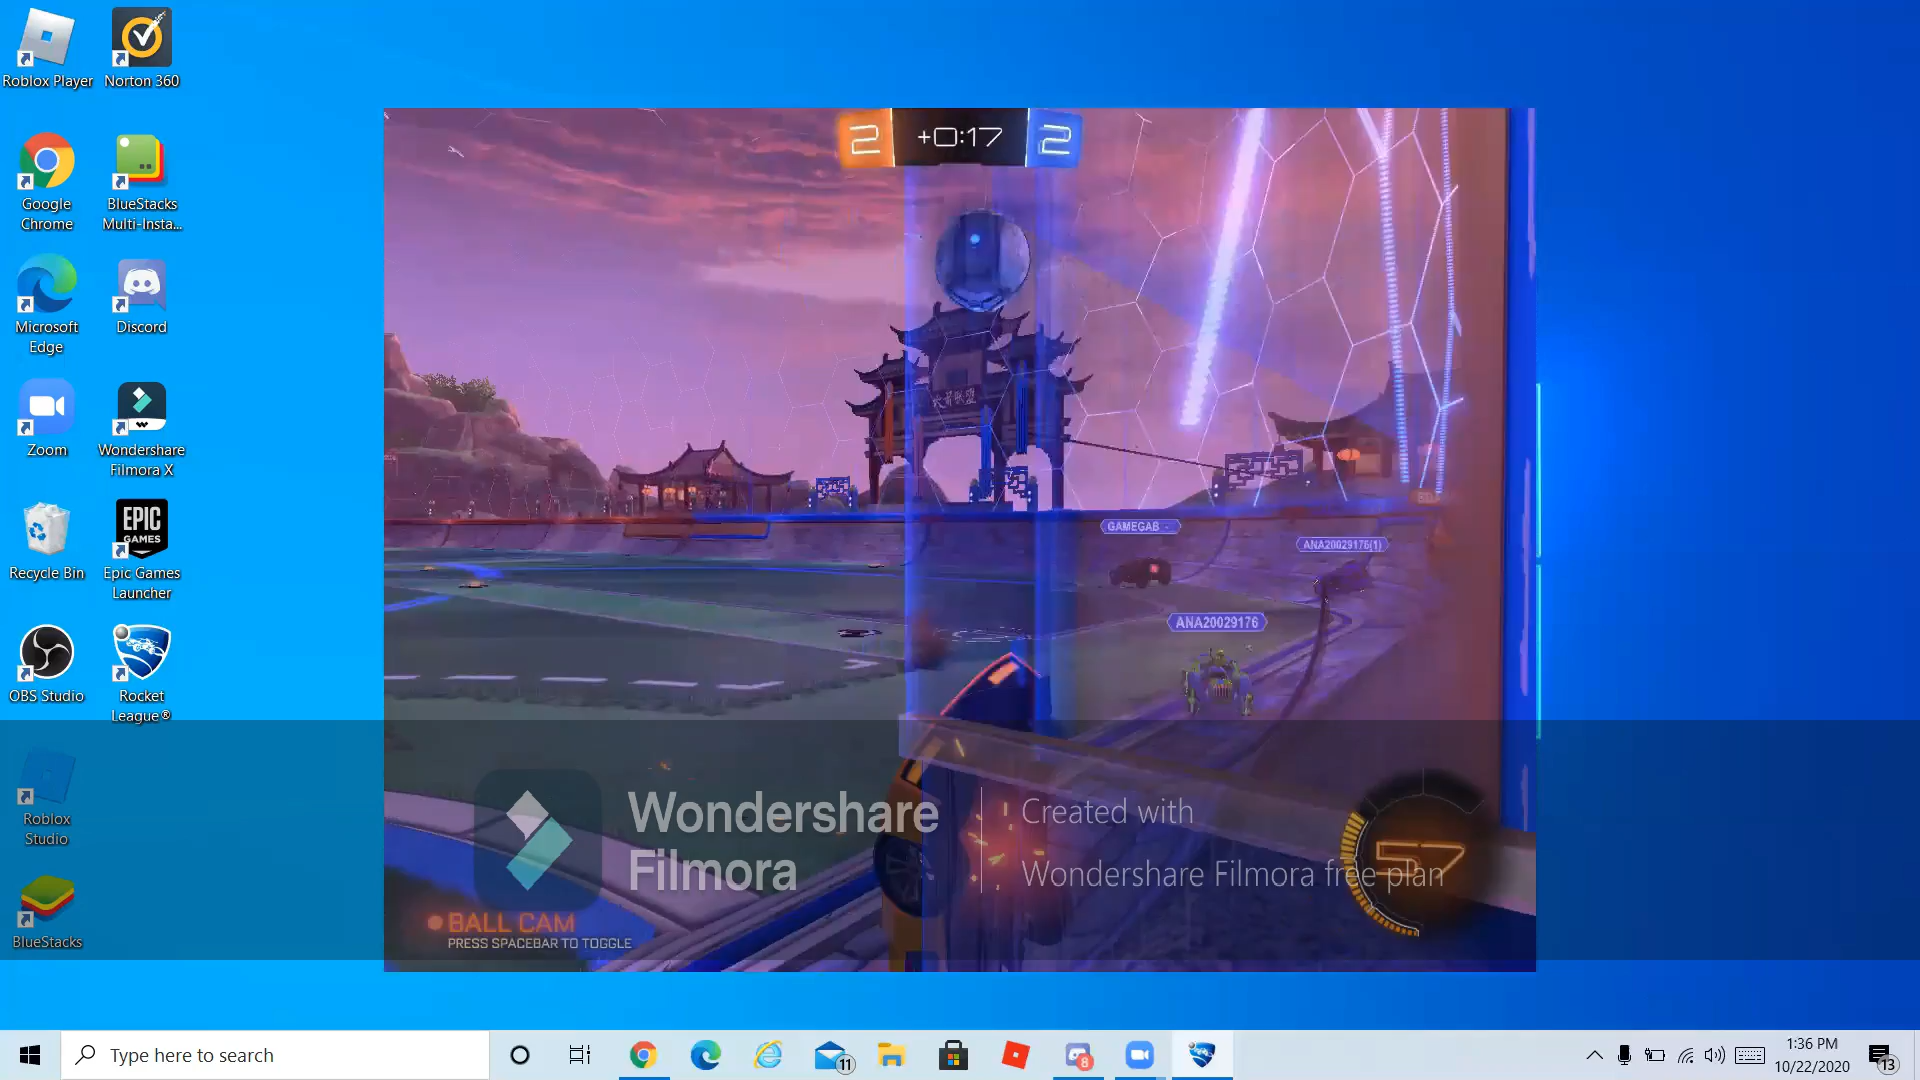 Roblox Player
Norton 360
Google
Chrome
BlueStacks
Multi-Insta...
Microsoft
Edge
Discord
Zoom
Wondershare
Filmora X
Recycle Bin
EPIC
GAMES
Epic Games
Launcher
OBS Studio
Rocket
League®
Roblox
Studio
BlueStacks
2 +0:17 2
GAMEGAB -
ANA20029176(1)
ANA20029176
Wondershare
Filmora
Created with
Wondershare Filmora free plan
57
BALL CAM
PRESS SPACEBAR TO TOGGLE
Type here to search
11
8
1:36 PM
10/22/2020
13